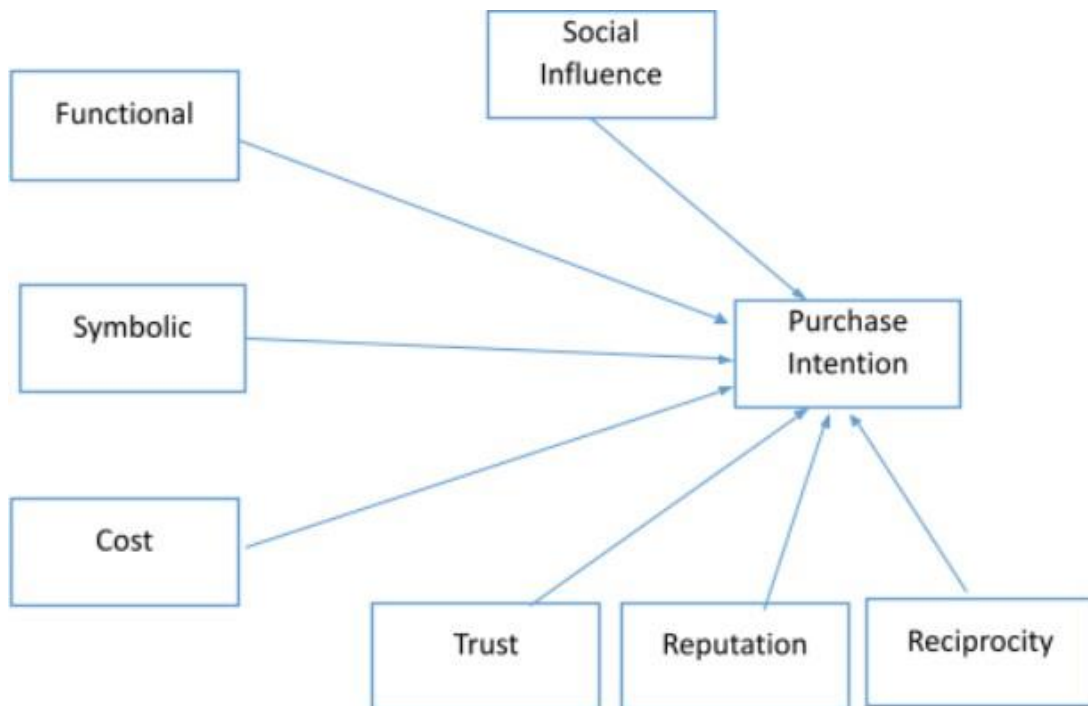 Social
Influence
Functional
Symbolic
Purchase
Intention
Cost
Trust
Reputation
Reciprocity